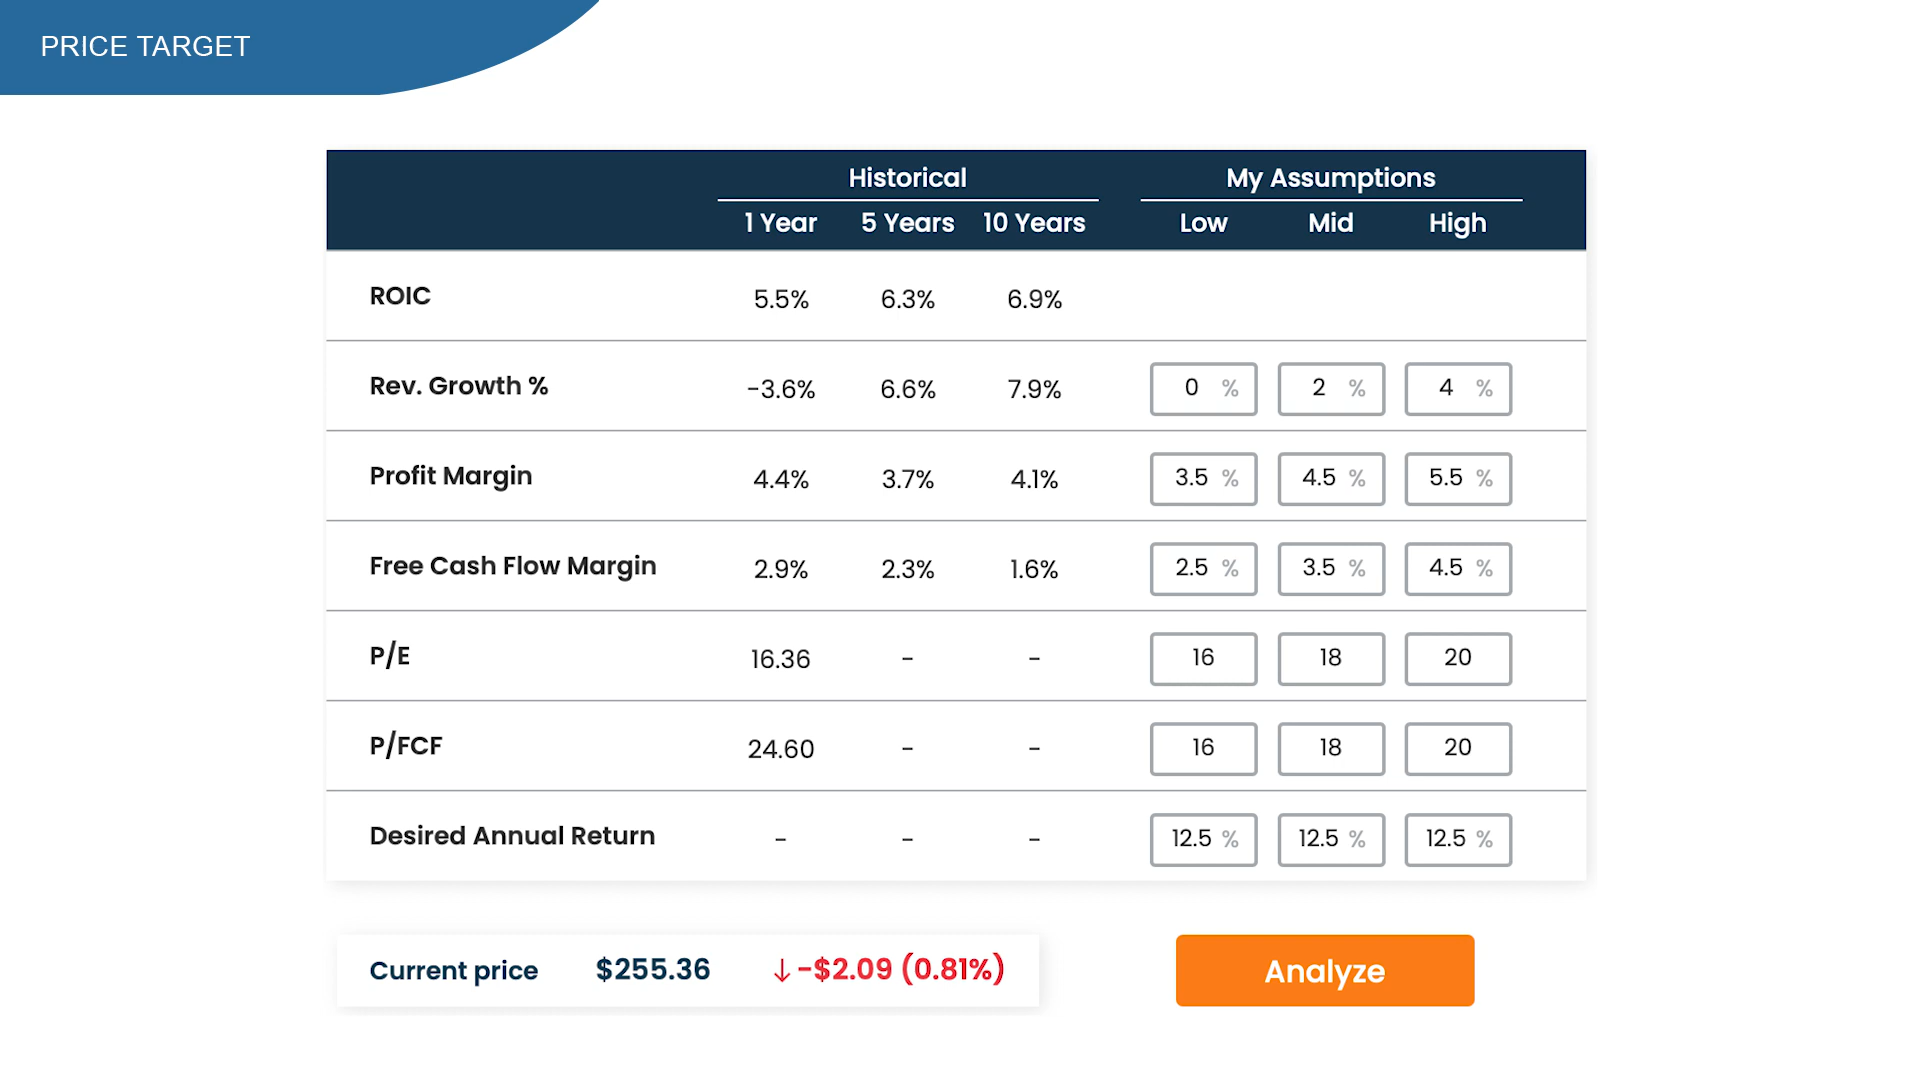 PRICE TARGET
Historical My Assumptions
1 Year 5 Years 10 Years Low Mid High
ROIC 5.5% 6.3% 6.9%
Rev. Growth % -3.6% 6.6% 7.9% 0 % 2 % 4 %
Profit Margin 4.4% 3.7% 4.1% 3.5 % 4.5 % 5.5 %
Free Cash Flow Margin 2.9% 2.3% 1.6% 2.5 % 3.5 % 4.5 %
P/E 16.36 - - 16 18 20
P/FCF 24.60 - - 16 18 20
Desired Annual Return - - - 12.5 % 12.5 % 12.5 %
Current price $255.36 ↓ -$2.09 (0.81%) Analyze